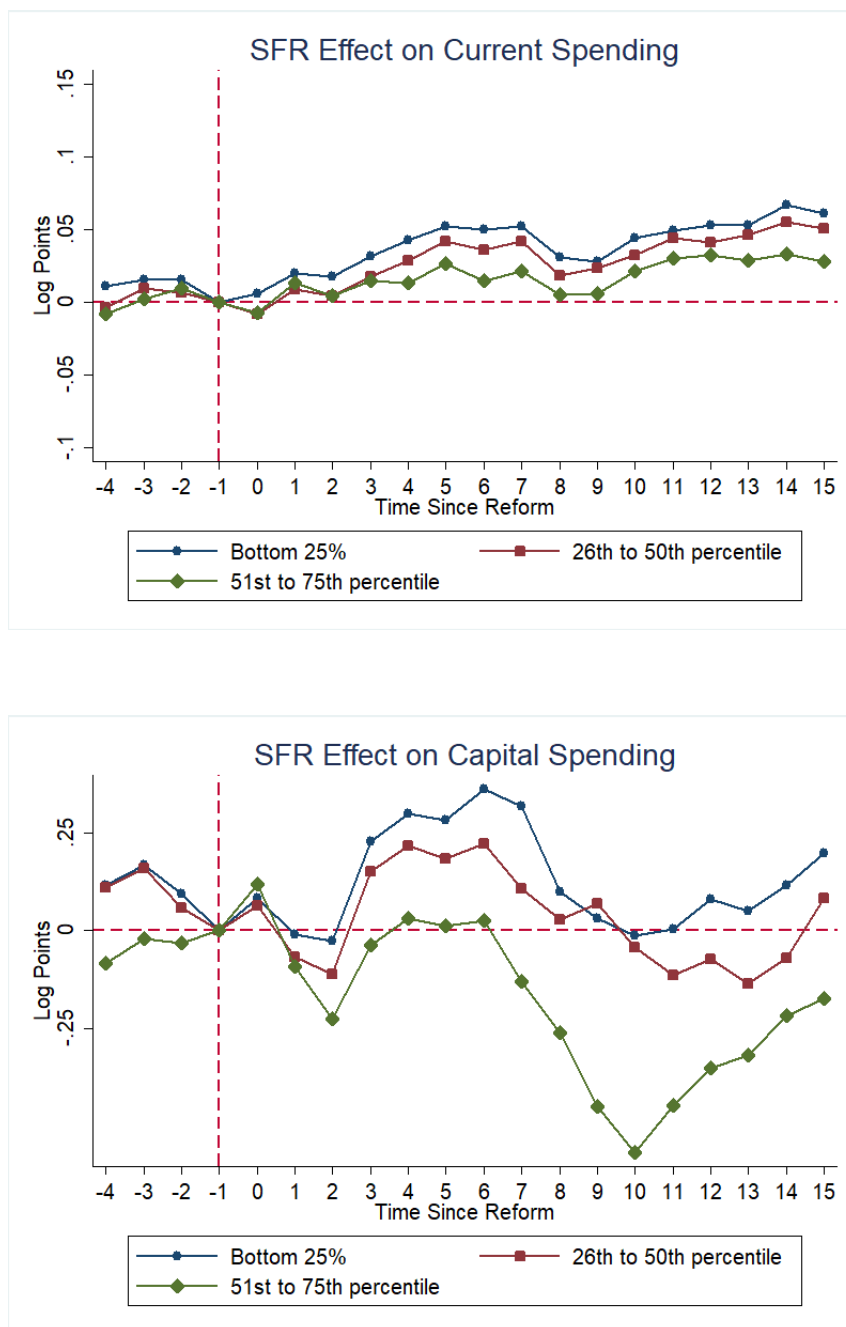 SFR Effect on Current Spending
.15
.1
.05
0
-.05
-.1
Log Points
-4 -3 -2 -1 0 1 2 3 4 5 6 7 8 9 10 11 12 13 14 15
Time Since Reform
Bottom 25% 26th to 50th percentile
51st to 75th percentile
SFR Effect on Capital Spending
.25
0
-.25
Log Points
-4 -3 -2 -1 0 1 2 3 4 5 6 7 8 9 10 11 12 13 14 15
Time Since Reform
Bottom 25% 26th to 50th percentile
51st to 75th percentile